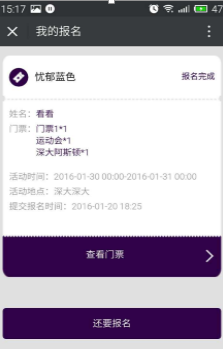 15:17
47
我的报名
忧郁蓝色
报名完成
姓名：看看
门票：门票1*1
运动会*1
深大阿斯顿*1
活动时间：2016-01-30 00:00-2016-01-31 00:00
活动地点：深大深大
提交报名时间：2016-01-20 18:25
查看门票
还要报名